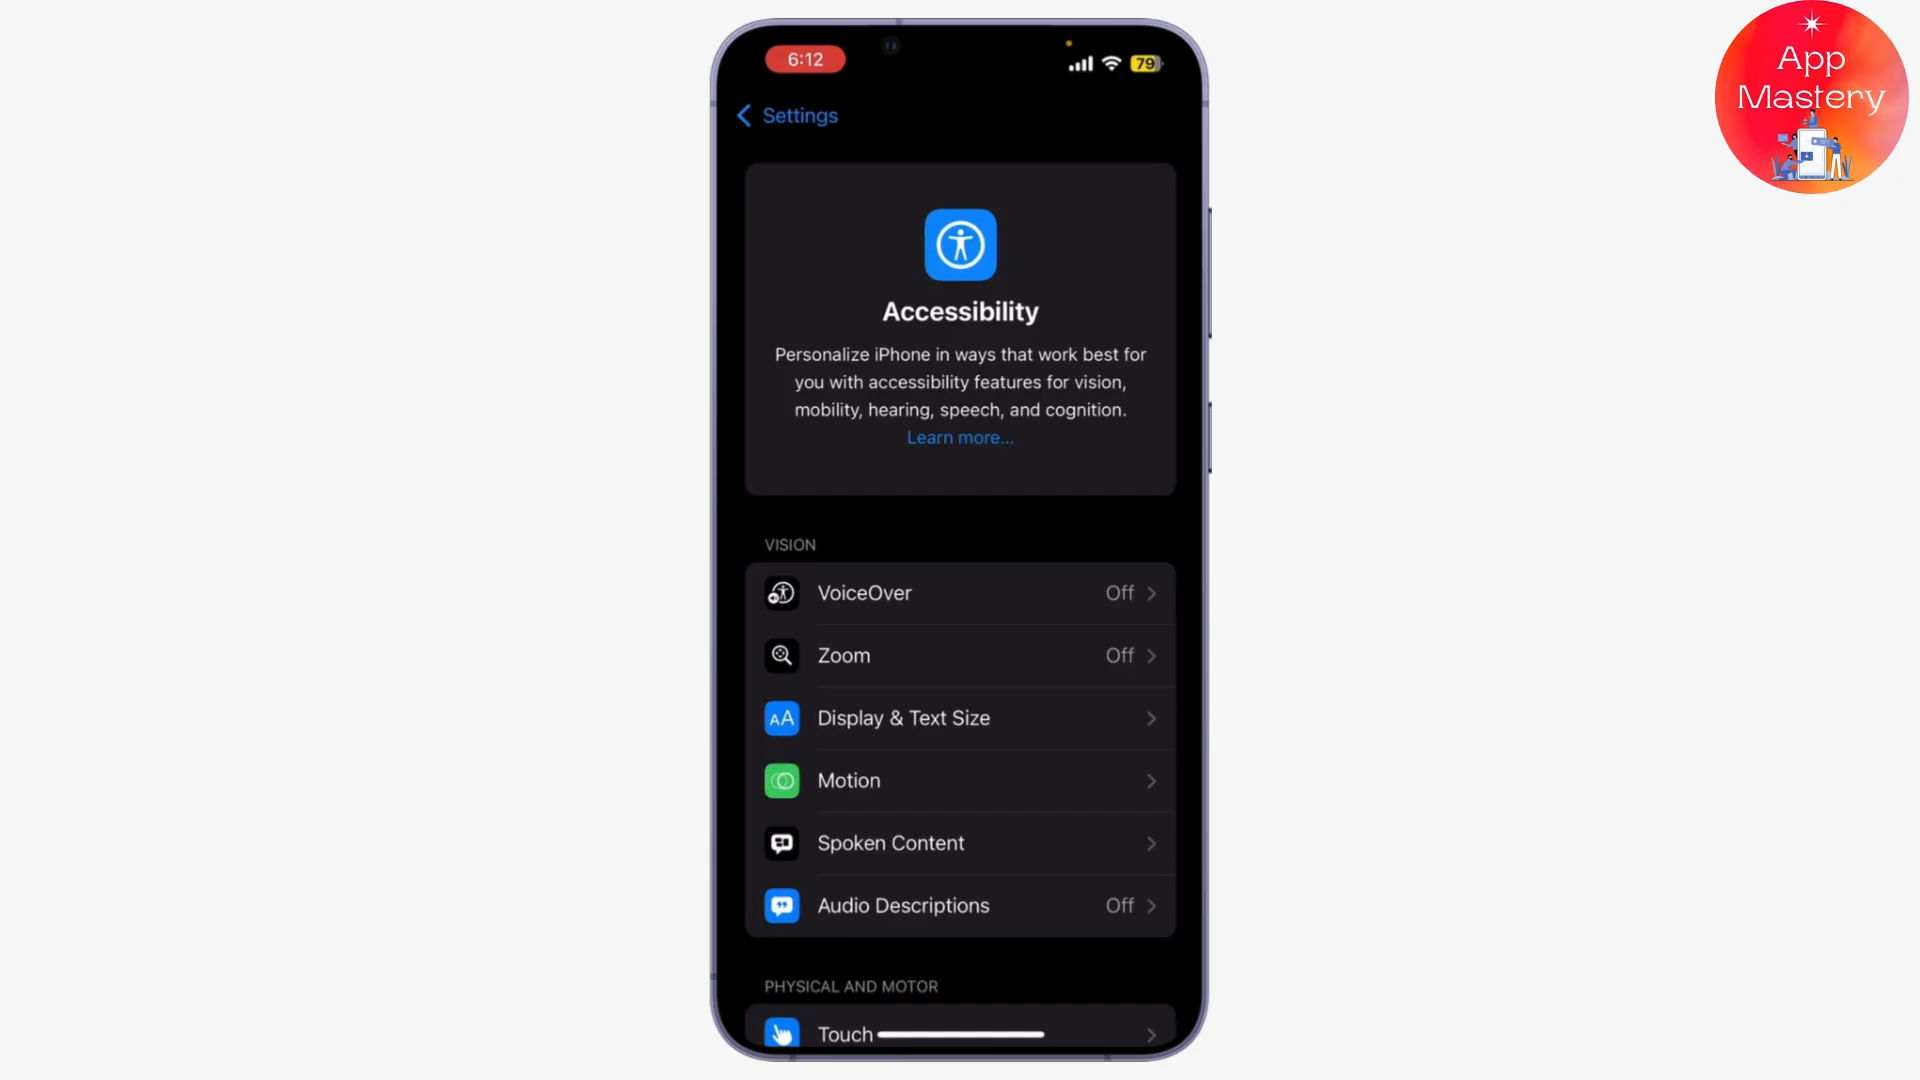 6:12
79
Settings
Accessibility
Personalize iPhone in ways that work best for
you with accessibility features for vision,
mobility, hearing, speech, and cognition.
Learn more...
VISION
VoiceOver Off
Zoom Off
AA Display & Text Size
Motion
Spoken Content
Audio Descriptions Off
PHYSICAL AND MOTOR
Touch
App
Mastery